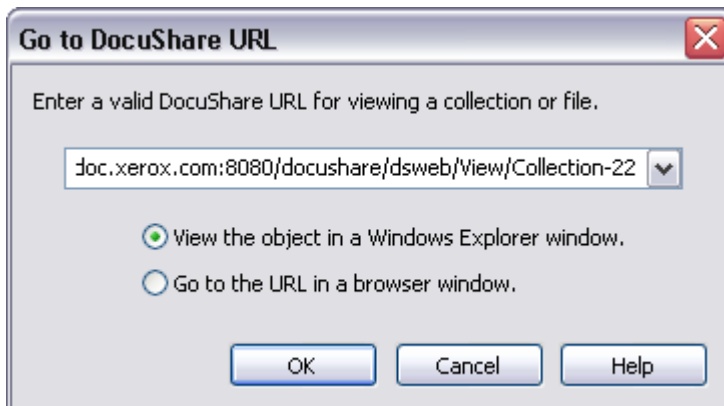 Go to DocuShare URL
Enter a valid DocuShare URL for viewing a collection or file.
doc.xerox.com:8080/docushare/dsweb/View/Collection-22
View the object in a Windows Explorer window.
Go to the URL in a browser window.
OK Cancel Help